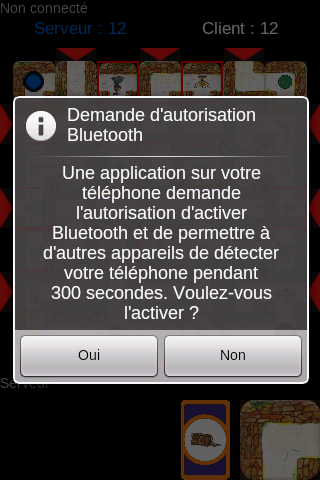 Non connecté
Serveur : 12
Client : 12
Demande d'autorisation
Bluetooth
Une application sur votre
téléphone demande
l'autorisation d'activer
Bluetooth et de permettre à
d'autres appareils de détecter
votre téléphone pendant
300 secondes. Voulez-vous
l'activer ?
Oui
Non
Serveur